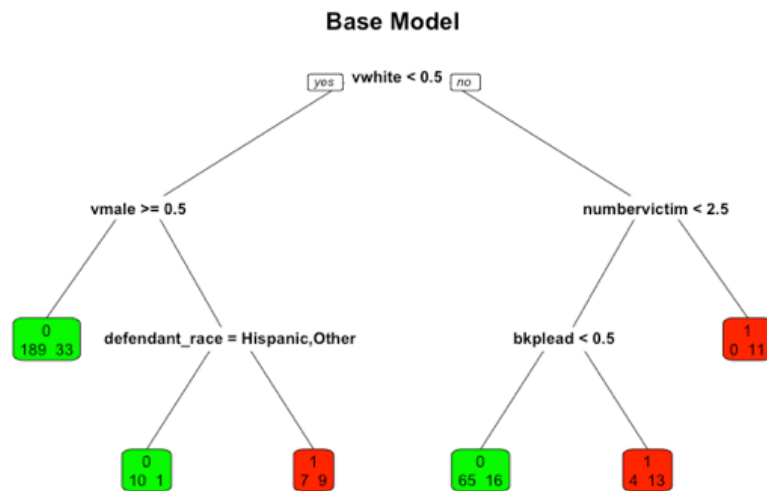 Base Model
yes vwhite < 0.5 no
vmale >= 0.5
numbervictim < 2.5
0
189 33
defendant_race = Hispanic,Other
bkplead < 0.5
1
0 11
0
10 1
1
7 9
0
65 16
1
4 13